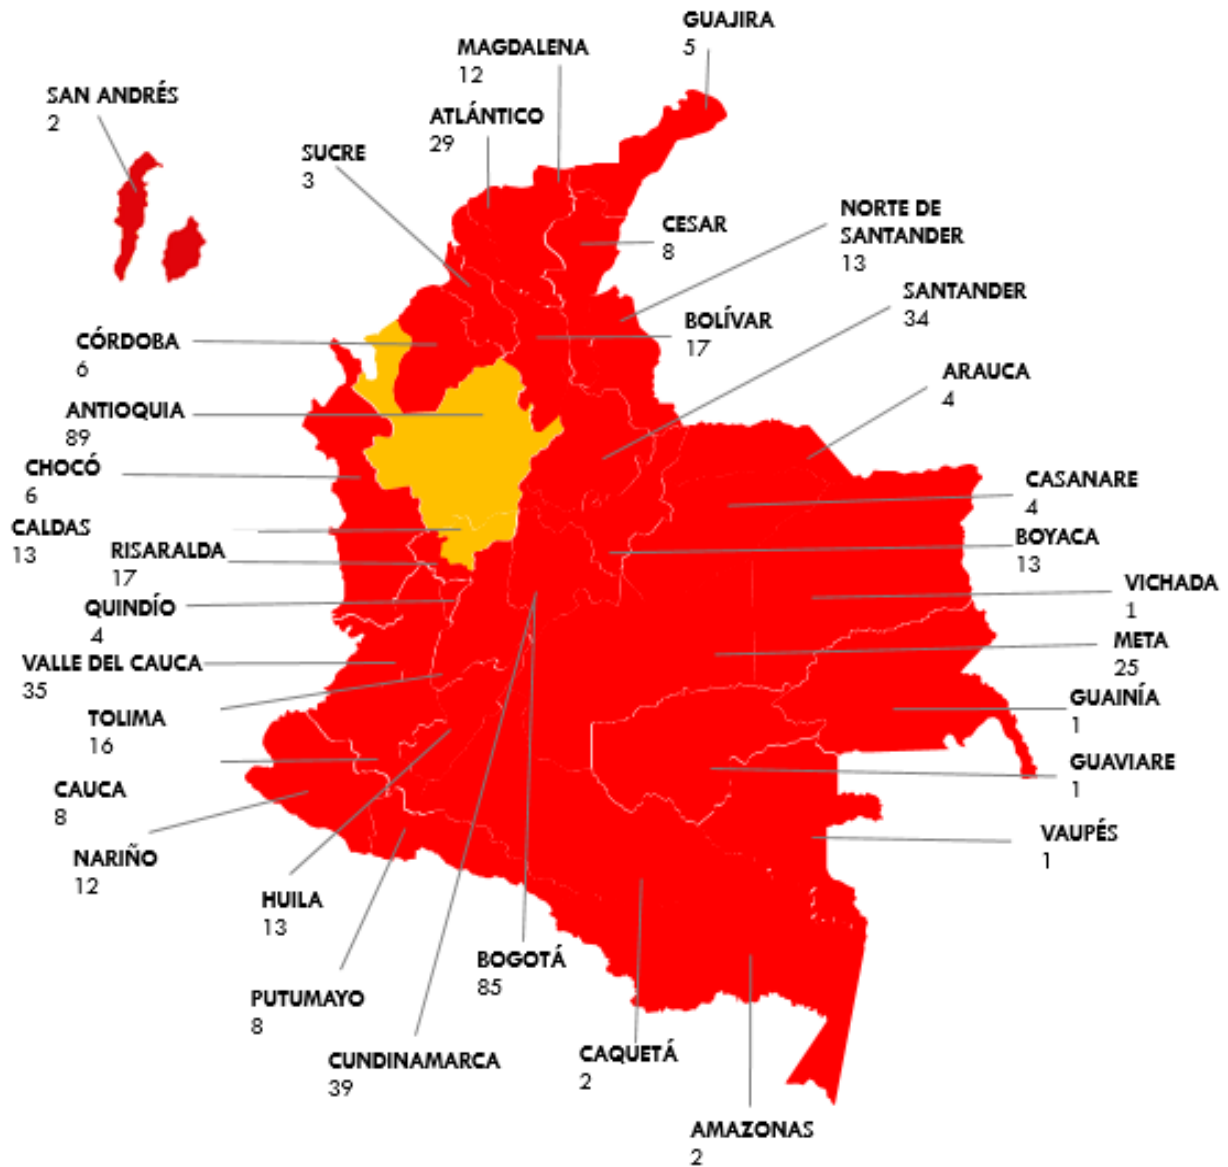 GUAJIRA
5
MAGDALENA
12
SAN ANDRÉS
2
ATLÁNTICO
29
SUCRE
3
NORTE DE
SANTANDER
13
CESAR
8
SANTANDER
34
BOLÍVAR
17
CÓRDOBA
6
ARAUCA
4
ANTIOQUIA
89
CHOCÓ
6
CASANARE
4
CALDAS
13
BOYACA
13
RISARALDA
17
VICHADA
1
QUINDÍO
4
META
25
VALLE DEL CAUCA
35
GUAINÍA
1
TOLIMA
16
GUAVIARE
1
CAUCA
8
VAUPÉS
1
NARIÑO
12
HUILA
13
BOGOTÁ
85
PUTUMAYO
8
CUNDINAMARCA
39
CAQUETÁ
2
AMAZONAS
2